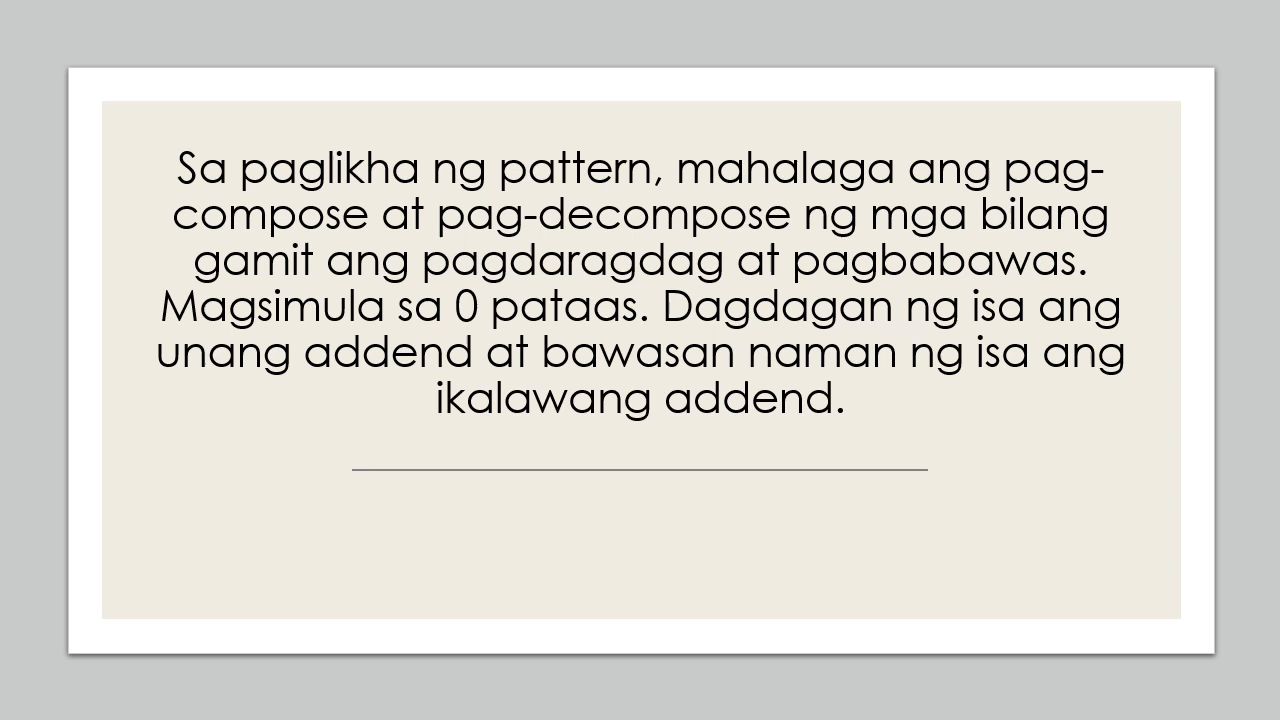 Sa paglikha ng pattern, mahalaga ang pag-
compose at pag-decompose ng mga bilang
gamit ang pagdaragdag at pagbabawas.
Magsimula sa 0 pataas. Dagdagan ng isa ang
unang addend at bawasan naman ng isa ang
ikalawang addend.